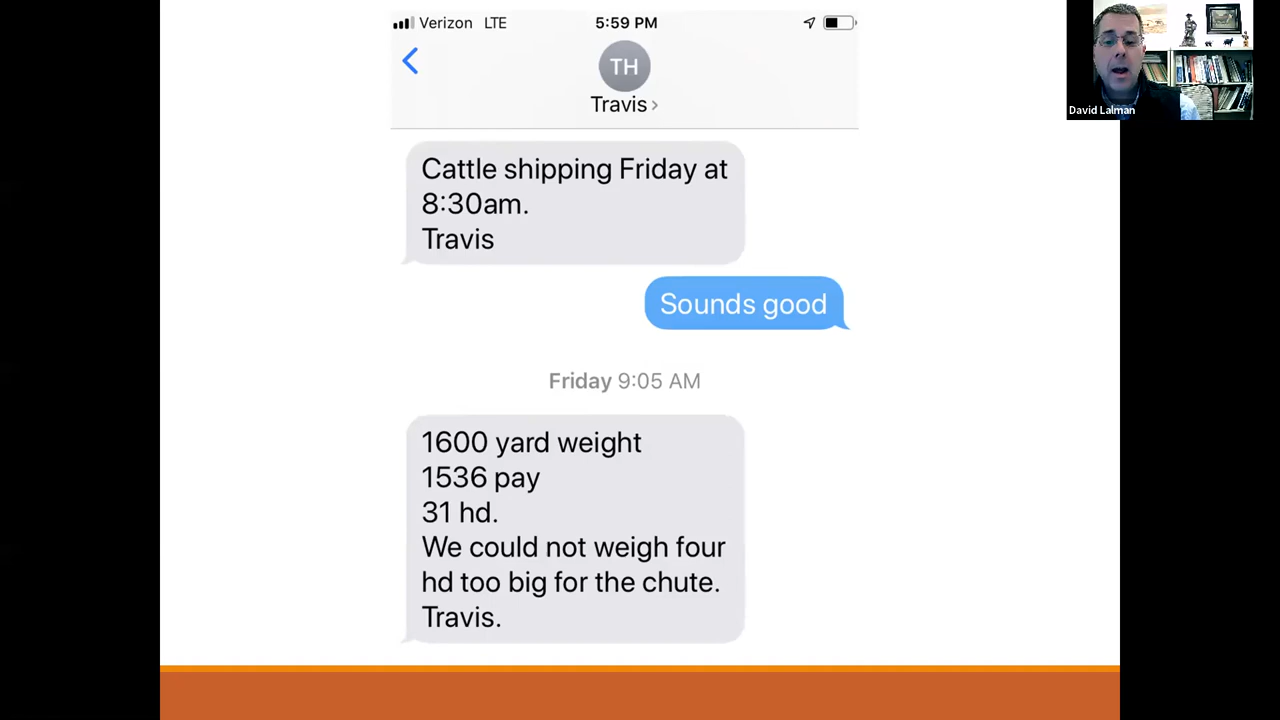 Verizon LTE
5:59 PM
TH
Travis
Cattle shipping Friday at
8:30am.
Travis
Sounds good
Friday 9:05 AM
1600 yard weight
1536 pay
31 hd.
We could not weigh four
hd too big for the chute.
Travis.
David Lalman